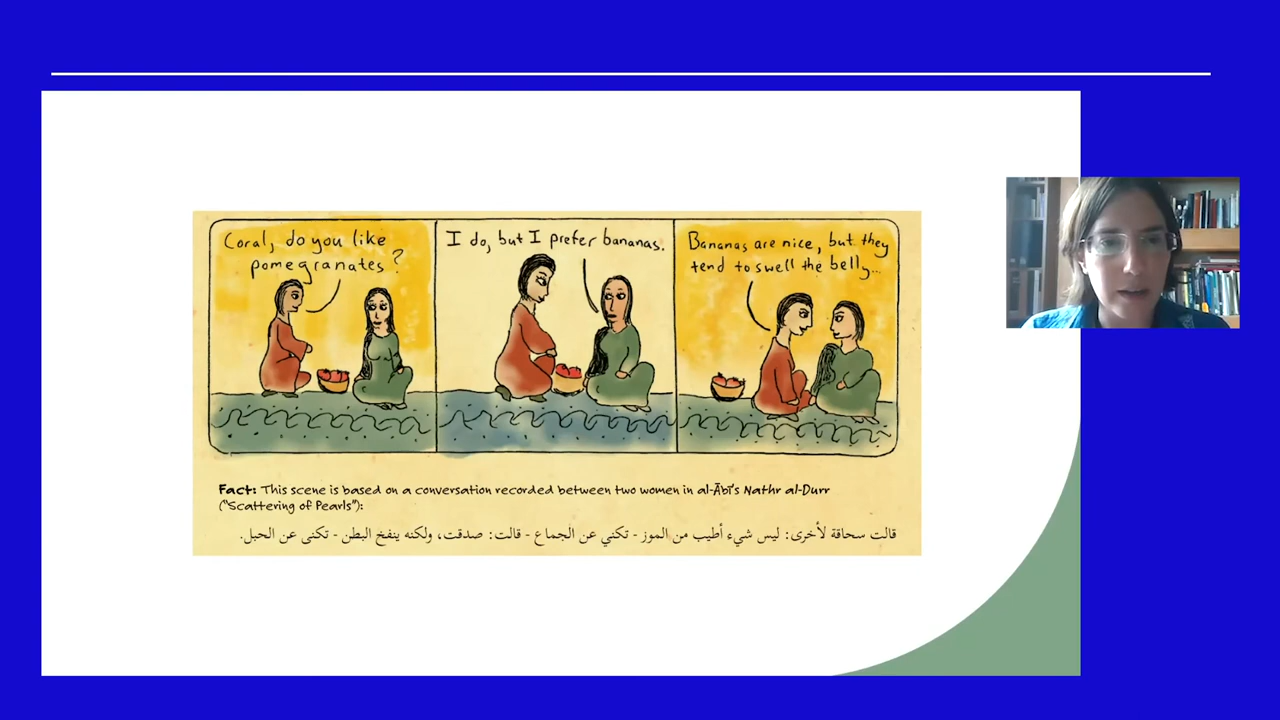 Coral, do you like
pomegranates?
I do, but I prefer bananas.
Bananas are nice, but they
tend to swell the belly...
Fact: This scene is based on a conversation recorded between two women in al-Ābī's Nathr al-Durr
("Scattering of Pearls"):
قالت سحاقة لأخرى: ليس شيء أطيب من الموز - تكني عن الجماع - قالت: صدقت، ولكنه ينفخ البطن - تكنى عن الحبل.